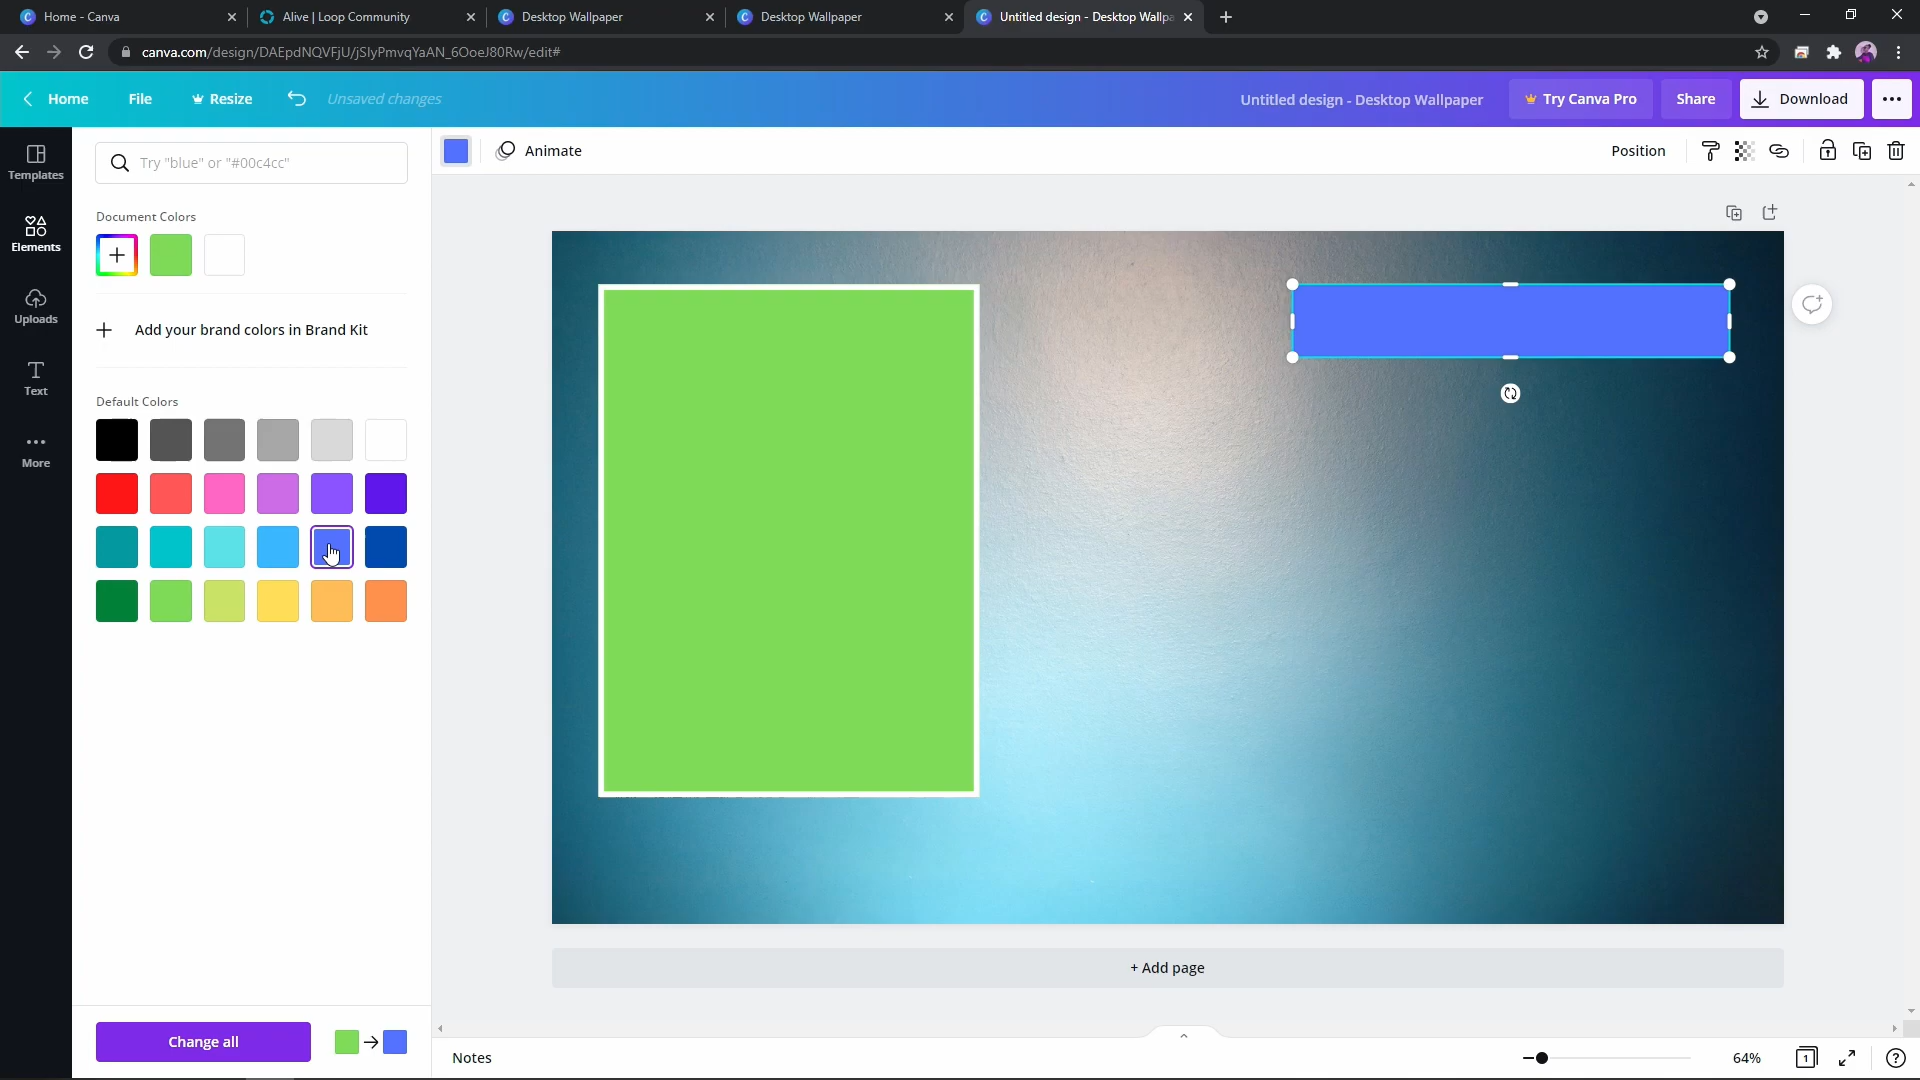 Home - Canva
Alive | Loop Community
Desktop Wallpaper
Desktop Wallpaper
Untitled design - Desktop Wallpa
canva.com/design/DAEpdNQVFjU/jSlyPmvqYaAN_6OoeJ80Rw/edit#
Home
File
Resize
Unsaved changes
Untitled design - Desktop Wallpaper
Try Canva Pro
Share
Download
Templates
Elements
Uploads
Text
More
Try "blue" or "#00c4cc"
Animate
Position
Document Colors
Add your brand colors in Brand Kit
Default Colors
+ Add page
Change all
Notes
64%
1
?